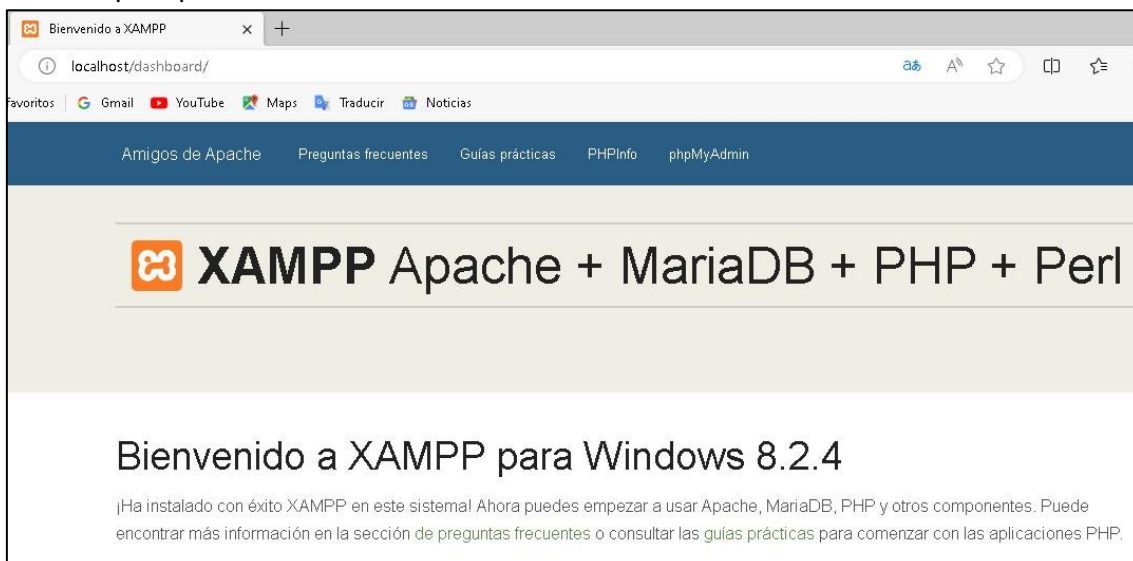 Bienvenido a XAMPP
localhost/dashboard/
favoritos G Gmail YouTube Maps Traducir Noticias
Amigos de Apache Preguntas frecuentes Guías prácticas PHPInfo phpMyAdmin
XAMPP Apache + MariaDB + PHP + Perl
Bienvenido a XAMPP para Windows 8.2.4
¡Ha instalado con éxito XAMPP en este sistema! Ahora puedes empezar a usar Apache, MariaDB, PHP y otros componentes. Puede
encontrar más información en la sección de preguntas frecuentes o consultar las guías prácticas para comenzar con las aplicaciones PHP.